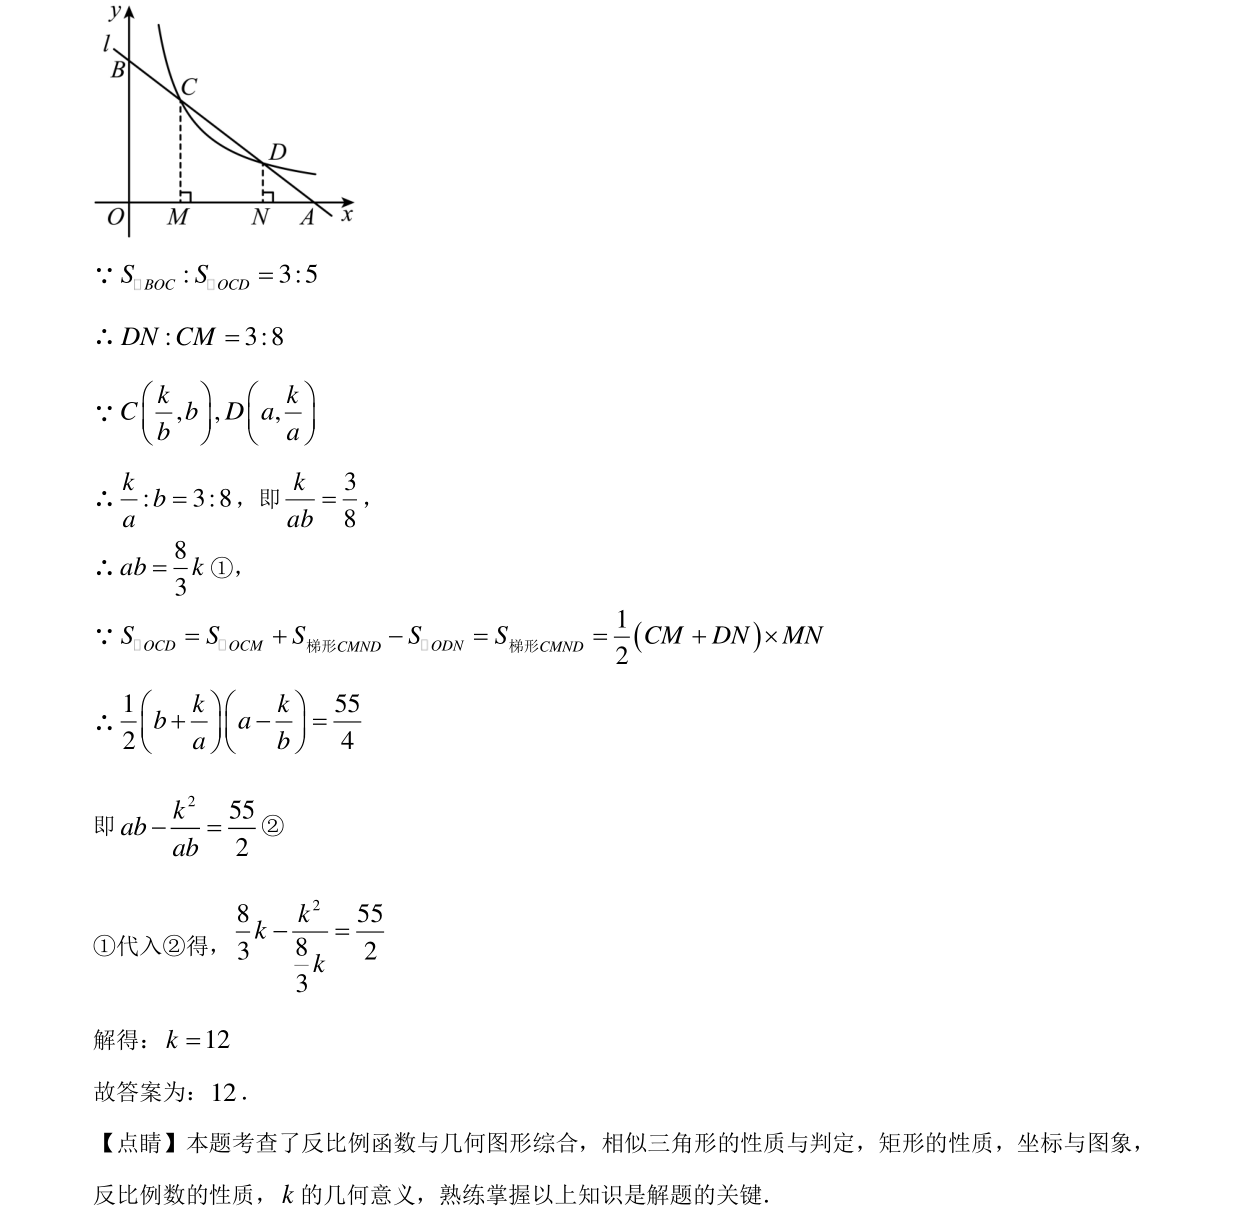 y
l
B
C
D
O M N A x
∵ S□BOC : S□OCD = 3:5
∴ DN : CM = 3:8
∵ C(k/b, b), D(a, k/a)
∴ k/a : b = 3:8，即 k/ab = 3/8，
∴ ab = 8/3 k ①，
∵ S□OCD = S□OCM + S梯形CMND − S□ODN = S梯形CMND = 1/2 (CM + DN) × MN
∴ 1/2 (b + k/a)(a − k/b) = 55/4
即 ab − k²/ab = 55/2 ②
①代入②得， 8/3 k − k²/(8/3 k) = 55/2
解得：k = 12
故答案为：12．
【点睛】本题考查了反比例函数与几何图形综合，相似三角形的性质与判定，矩形的性质，坐标与图象，
反比例数的性质，k 的几何意义，熟练掌握以上知识是解题的关键．